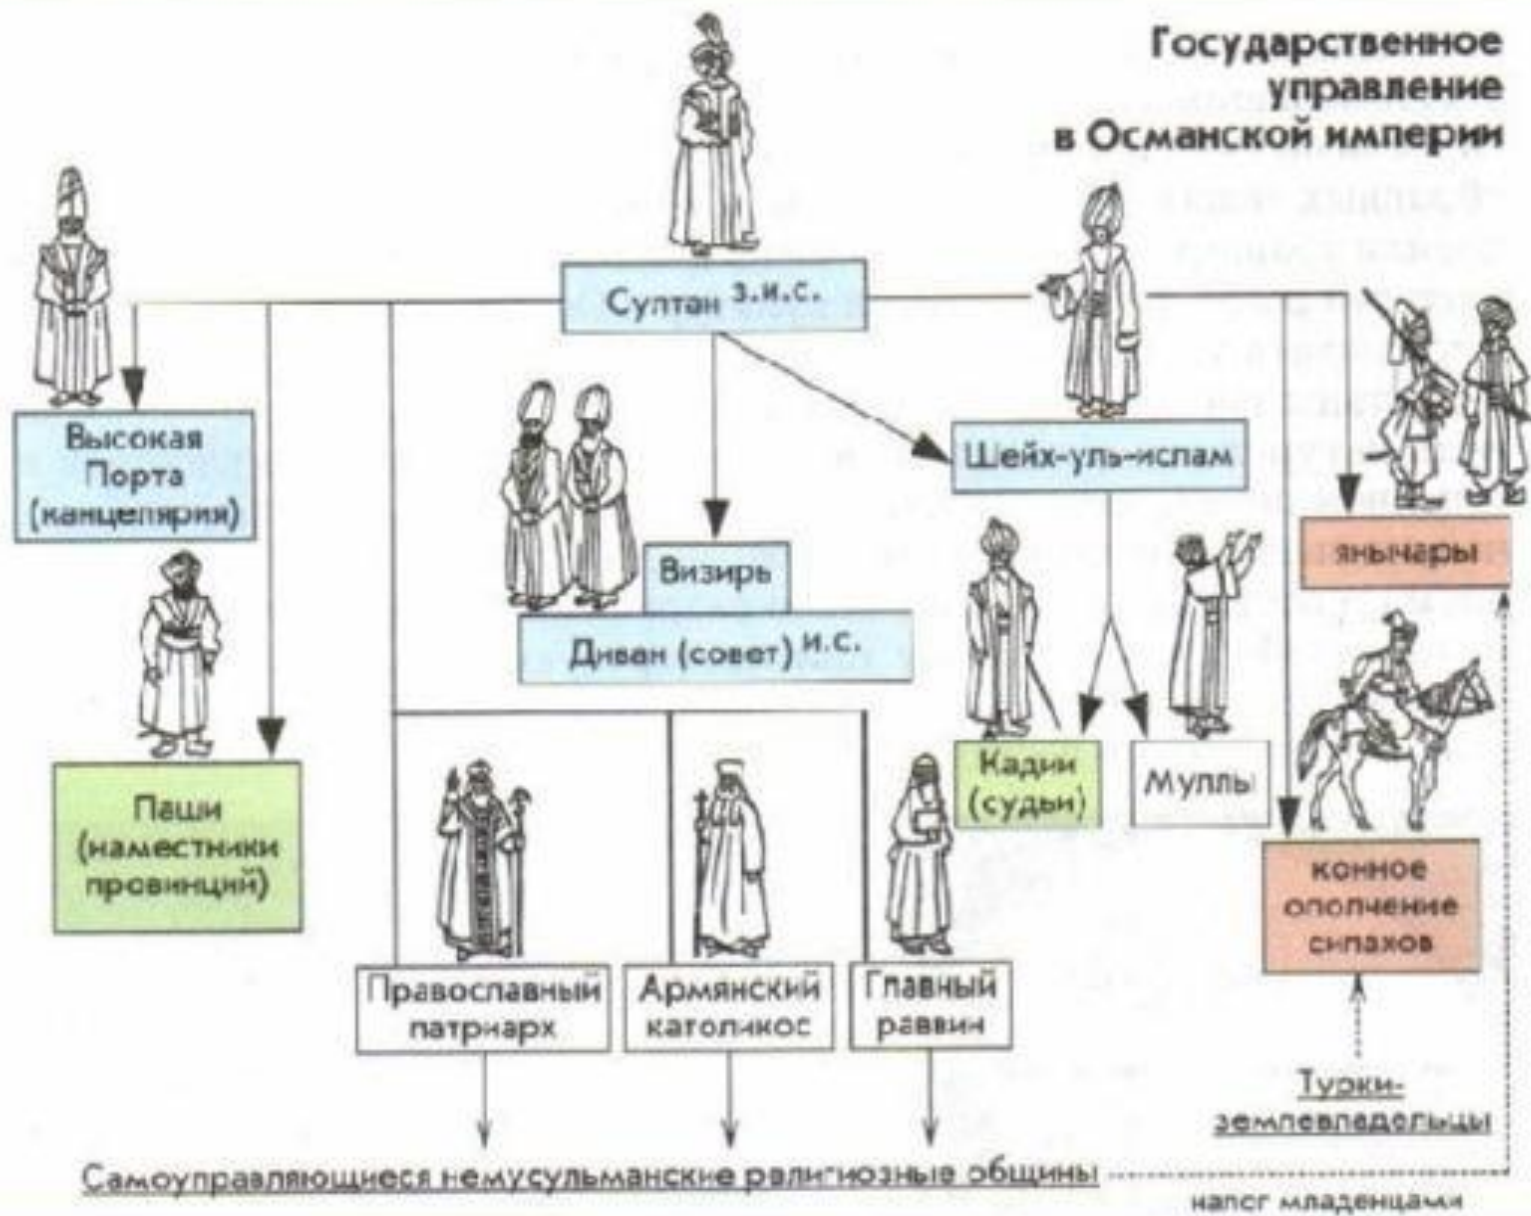 Государственное
управление
в Османской империи
Султан з.и.с.
Высокая
Порта
(канцелярия)
Шейх-уль-ислам
Визирь
Диван (совет) и.с.
янычары
Паши
(наместники
провинций)
Кадии
(судьи)
Муллы
конное
ополчение
сипахов
Православный
патриарх
Армянский
католикос
Главный
раввин
Турки-
землевладельцы
Самоуправляющиеся немусульманские религиозные общины
налог младенцами